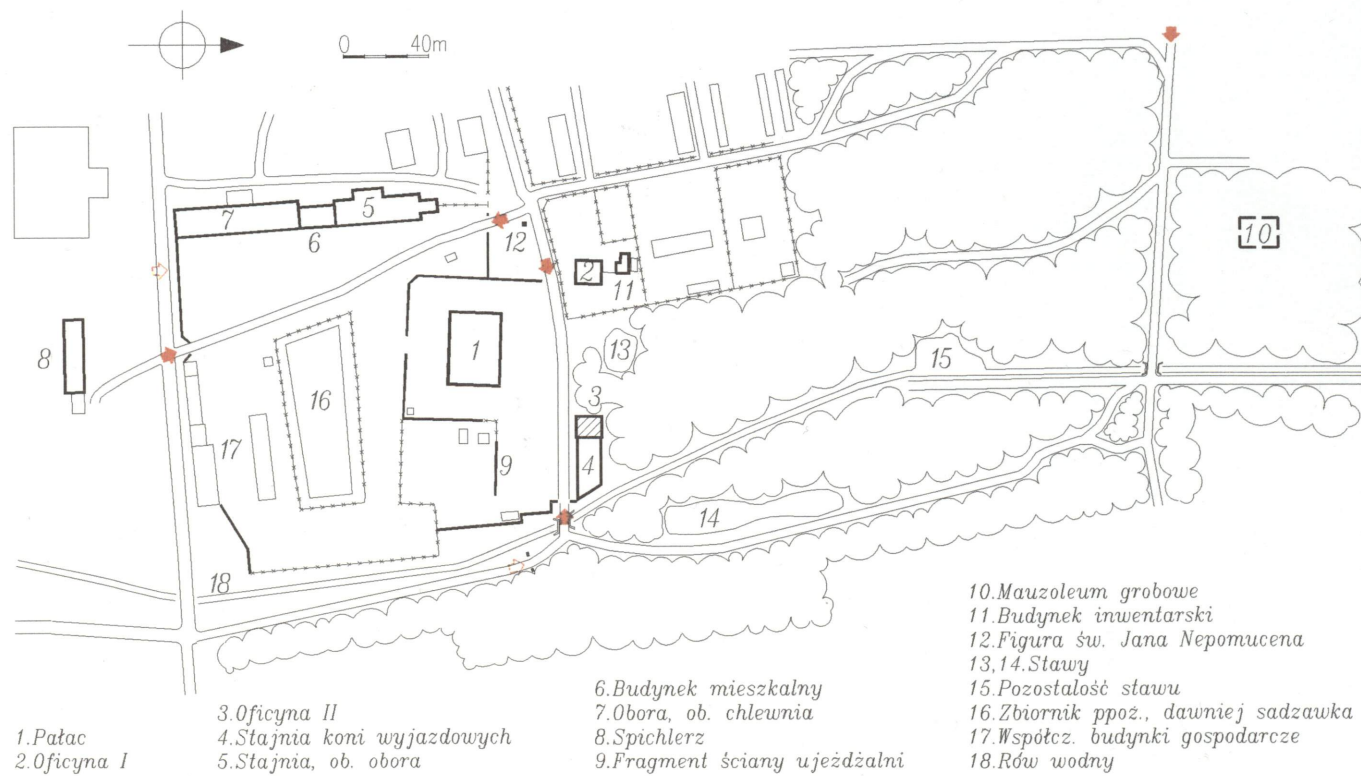 0 40m
7
5
6
12
2
11
10
8
1
13
15
16
3
17
9
4
14
18
1.Pałac
2.Oficyna I
3.Oficyna II
4.Stajnia koni wyjazdowych
5.Stajnia, ob. obora
6.Budynek mieszkalny
7.Obora, ob. chlewnia
8.Spichlerz
9.Fragment ściany ujeżdżalni
10.Mauzoleum grobowe
11.Budynek inwentarski
12.Figura św. Jana Nepomucena
13,14.Stawy
15.Pozostalość stawu
16.Zbiornik ppoż., dawniej sadzawka
17.Współcz. budynki gospodarcze
18.Rów wodny